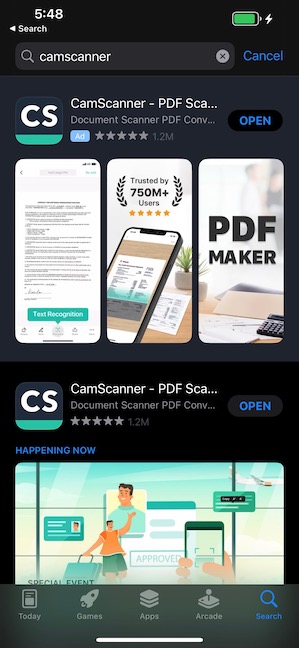 5:48
Search
camscanner
Cancel
CS
CamScanner - PDF Sca...
Document Scanner PDF Conv...
OPEN
Ad
1.2M
Text Recognition
Trusted by
750M+
Users
PDF
MAKER
CS
CamScanner - PDF Sca...
Document Scanner PDF Conv...
OPEN
1.2M
HAPPENING NOW
APPROVED
SPECIAL EVENT
Today
Games
Apps
Arcade
Search